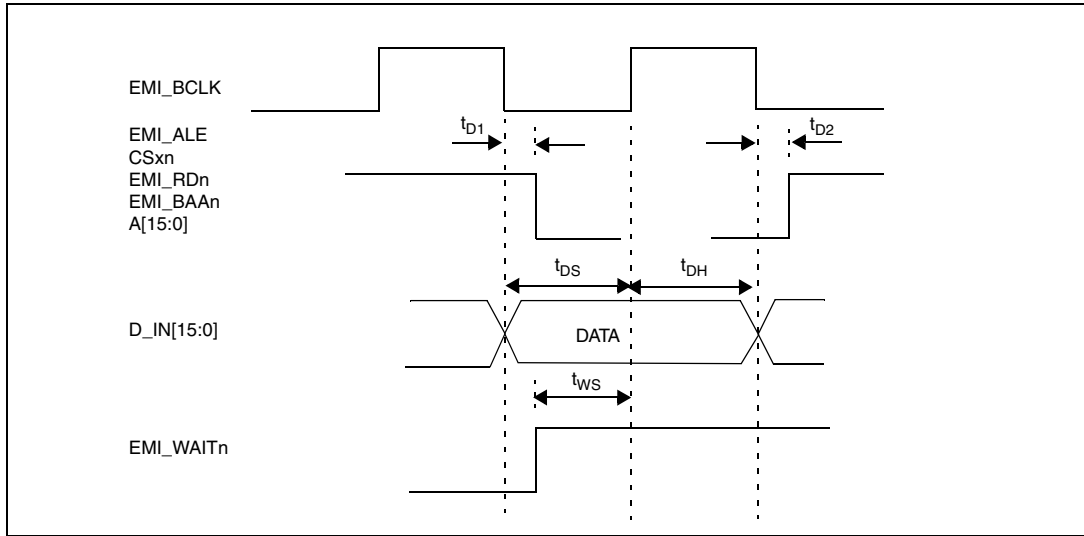 EMI_BCLK
EMI_ALE
CSxn
EMI_RDn
EMI_BAAn
A[15:0]
tD1
tD2
tDS
tDH
D_IN[15:0]
DATA
tWS
EMI_WAITn